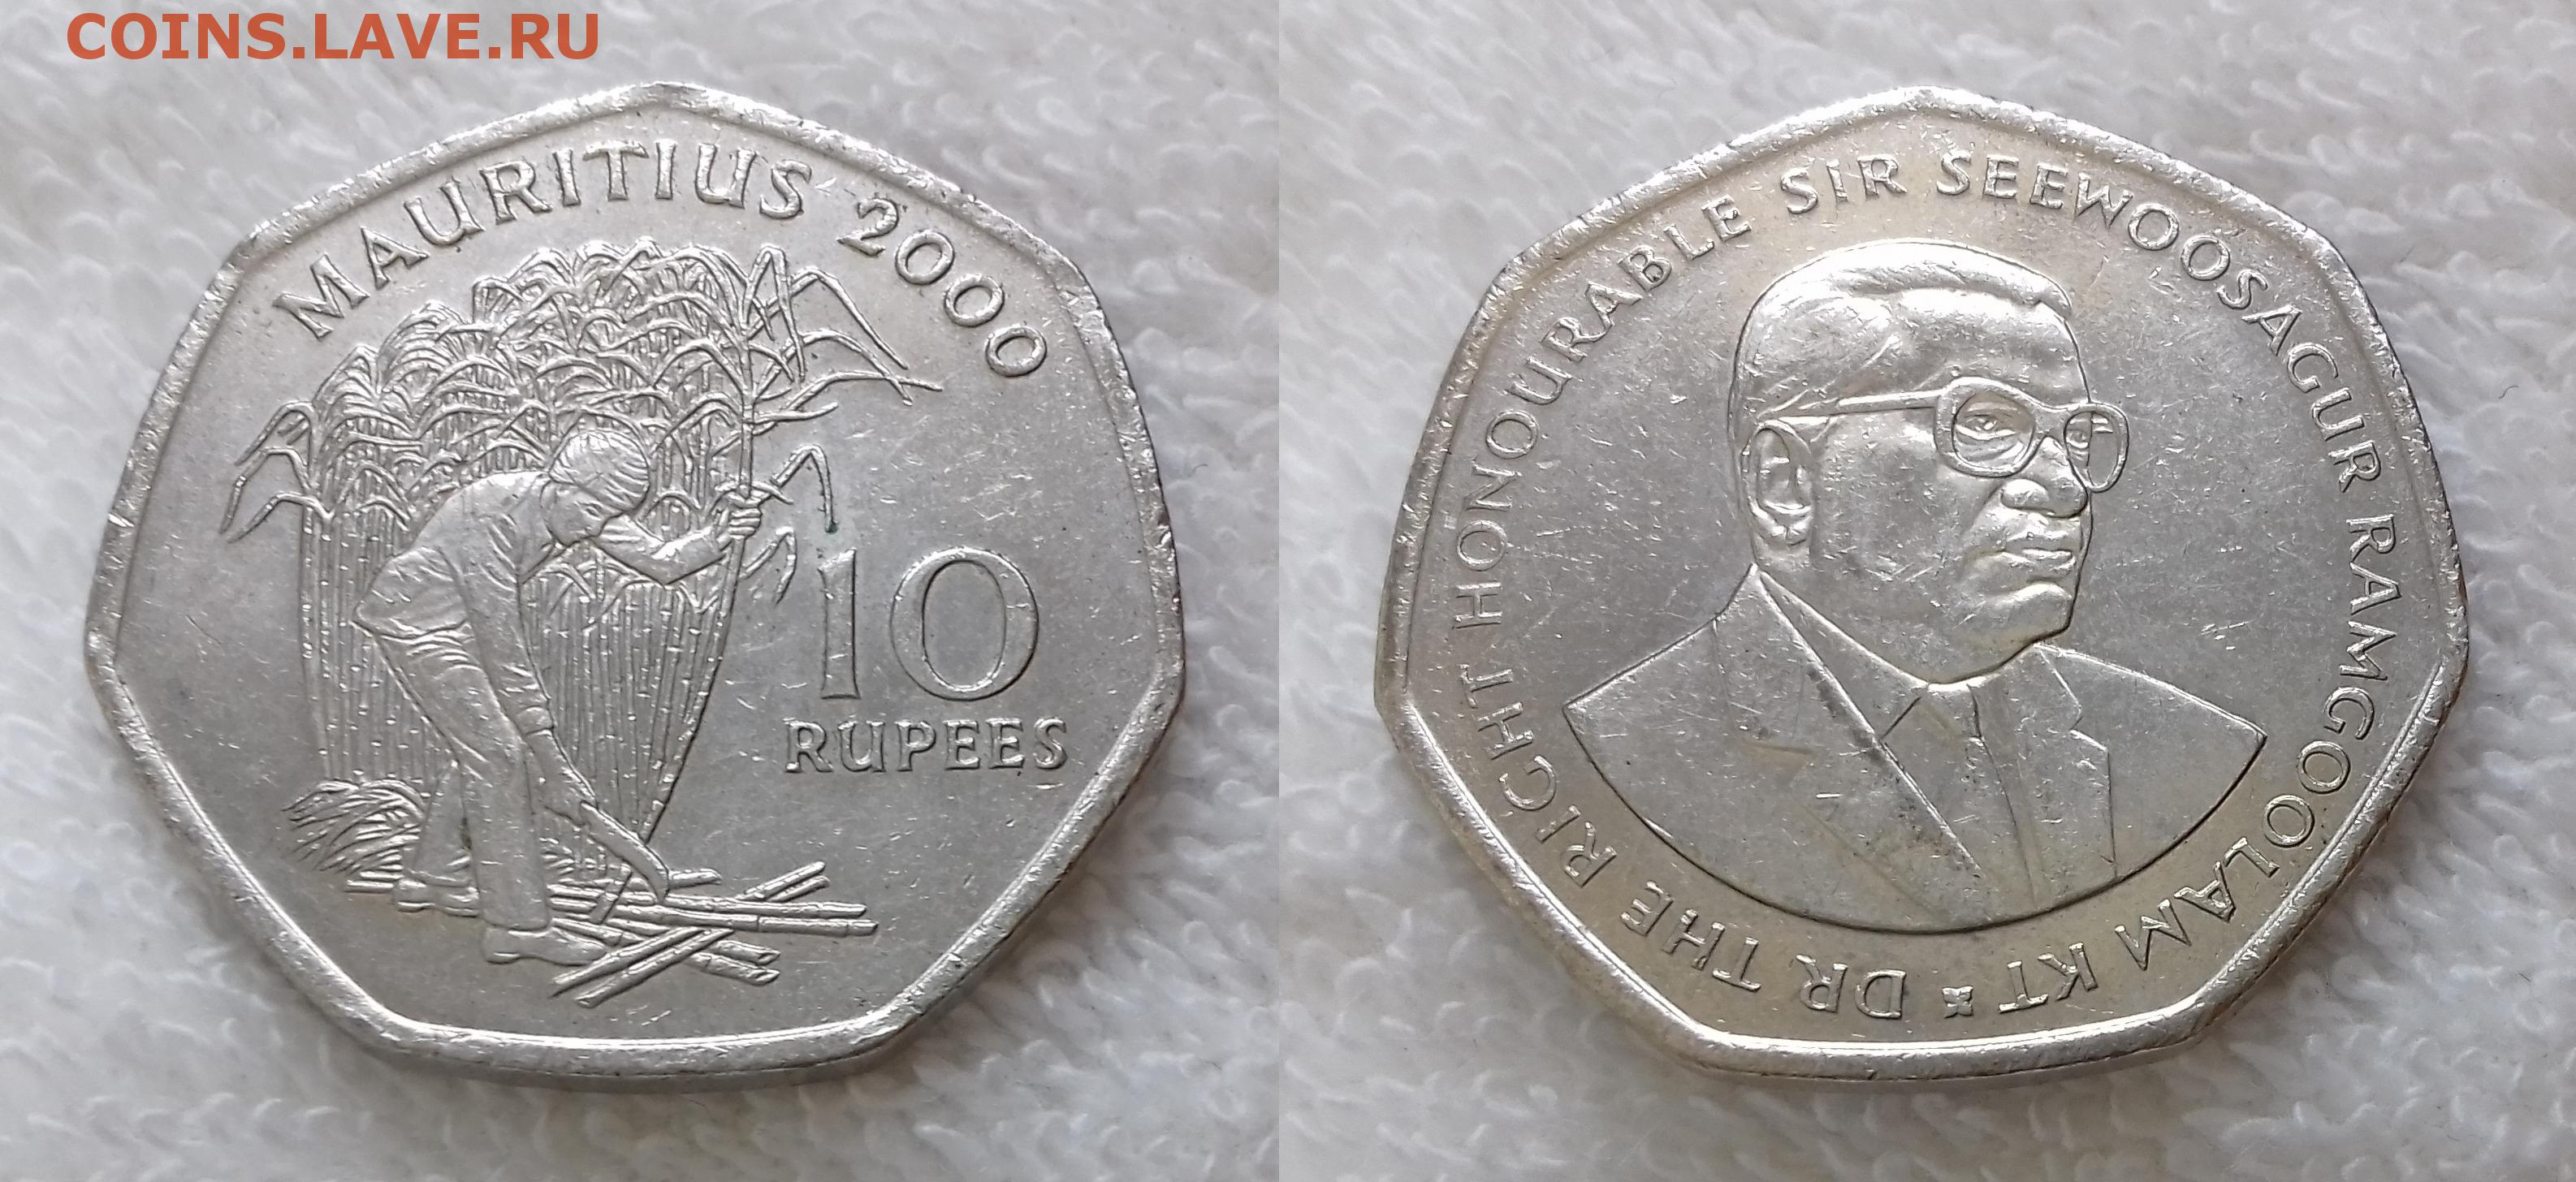 COINS.LAVE.RU
MAURITIUS 2000
10
RUPEES
DR THE RIGHT HONOURABLE SIR SEEWOOSAGUR RAMGOOLAM KT